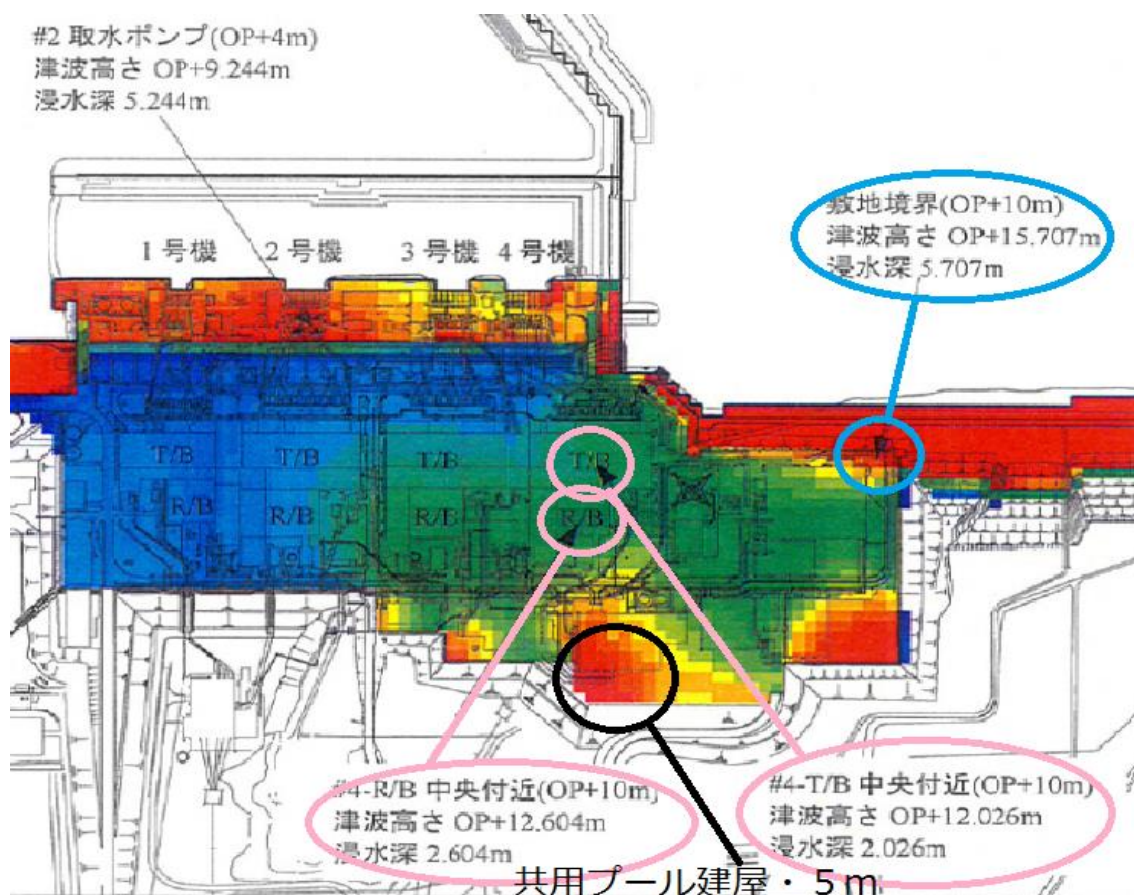 #2 取水ポンプ(OP+4m)
津波高さ OP+9.244m
浸水深 5.244m
敷地境界(OP+10m)
津波高さ OP+15.707m
浸水深 5.707m
1号機 2号機 3号機 4号機
T/B T/B T/B T/B
R/B R/B R/B R/B
#4-R/B 中央付近(OP+10m)
津波高さ OP+12.604m
浸水深 2.604m
#4-T/B 中央付近(OP+10m)
津波高さ OP+12.026m
浸水深 2.026m
共用プール建屋・5m